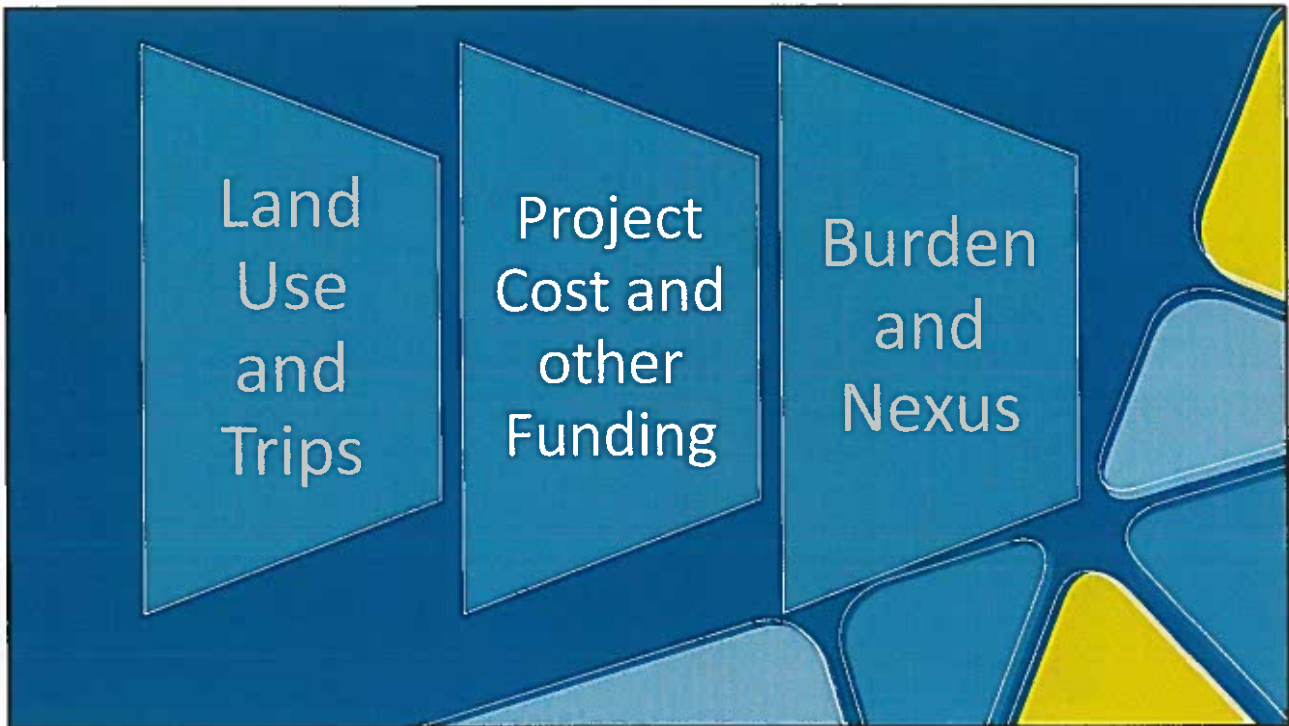 Land
Use
and
Trips
Project
Cost and
other
Funding
Burden
and
Nexus